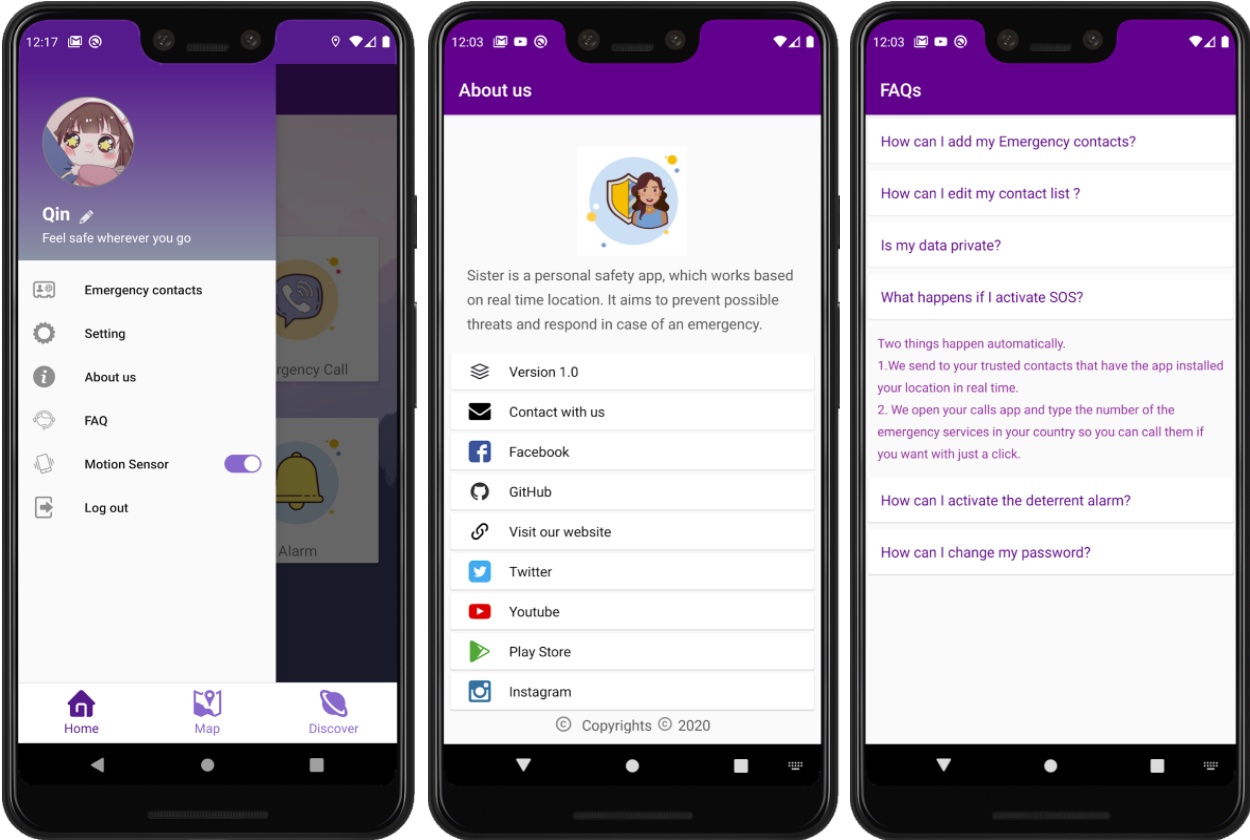 12:17
Qin
Feel safe wherever you go
Emergency contacts
Setting
About us
FAQ
Motion Sensor
Log out
rgency Call
Alarm
Home
Map
Discover
12:03
About us
Sister is a personal safety app, which works based
on real time location. It aims to prevent possible
threats and respond in case of an emergency.
Version 1.0
Contact with us
Facebook
GitHub
Visit our website
Twitter
Youtube
Play Store
Instagram
© Copyrights © 2020
12:03
FAQs
How can I add my Emergency contacts?
How can I edit my contact list ?
Is my data private?
What happens if I activate SOS?
Two things happen automatically.
1.We send to your trusted contacts that have the app installed
your location in real time.
2. We open your calls app and type the number of the
emergency services in your country so you can call them if
you want with just a click.
How can I activate the deterrent alarm?
How can I change my password?